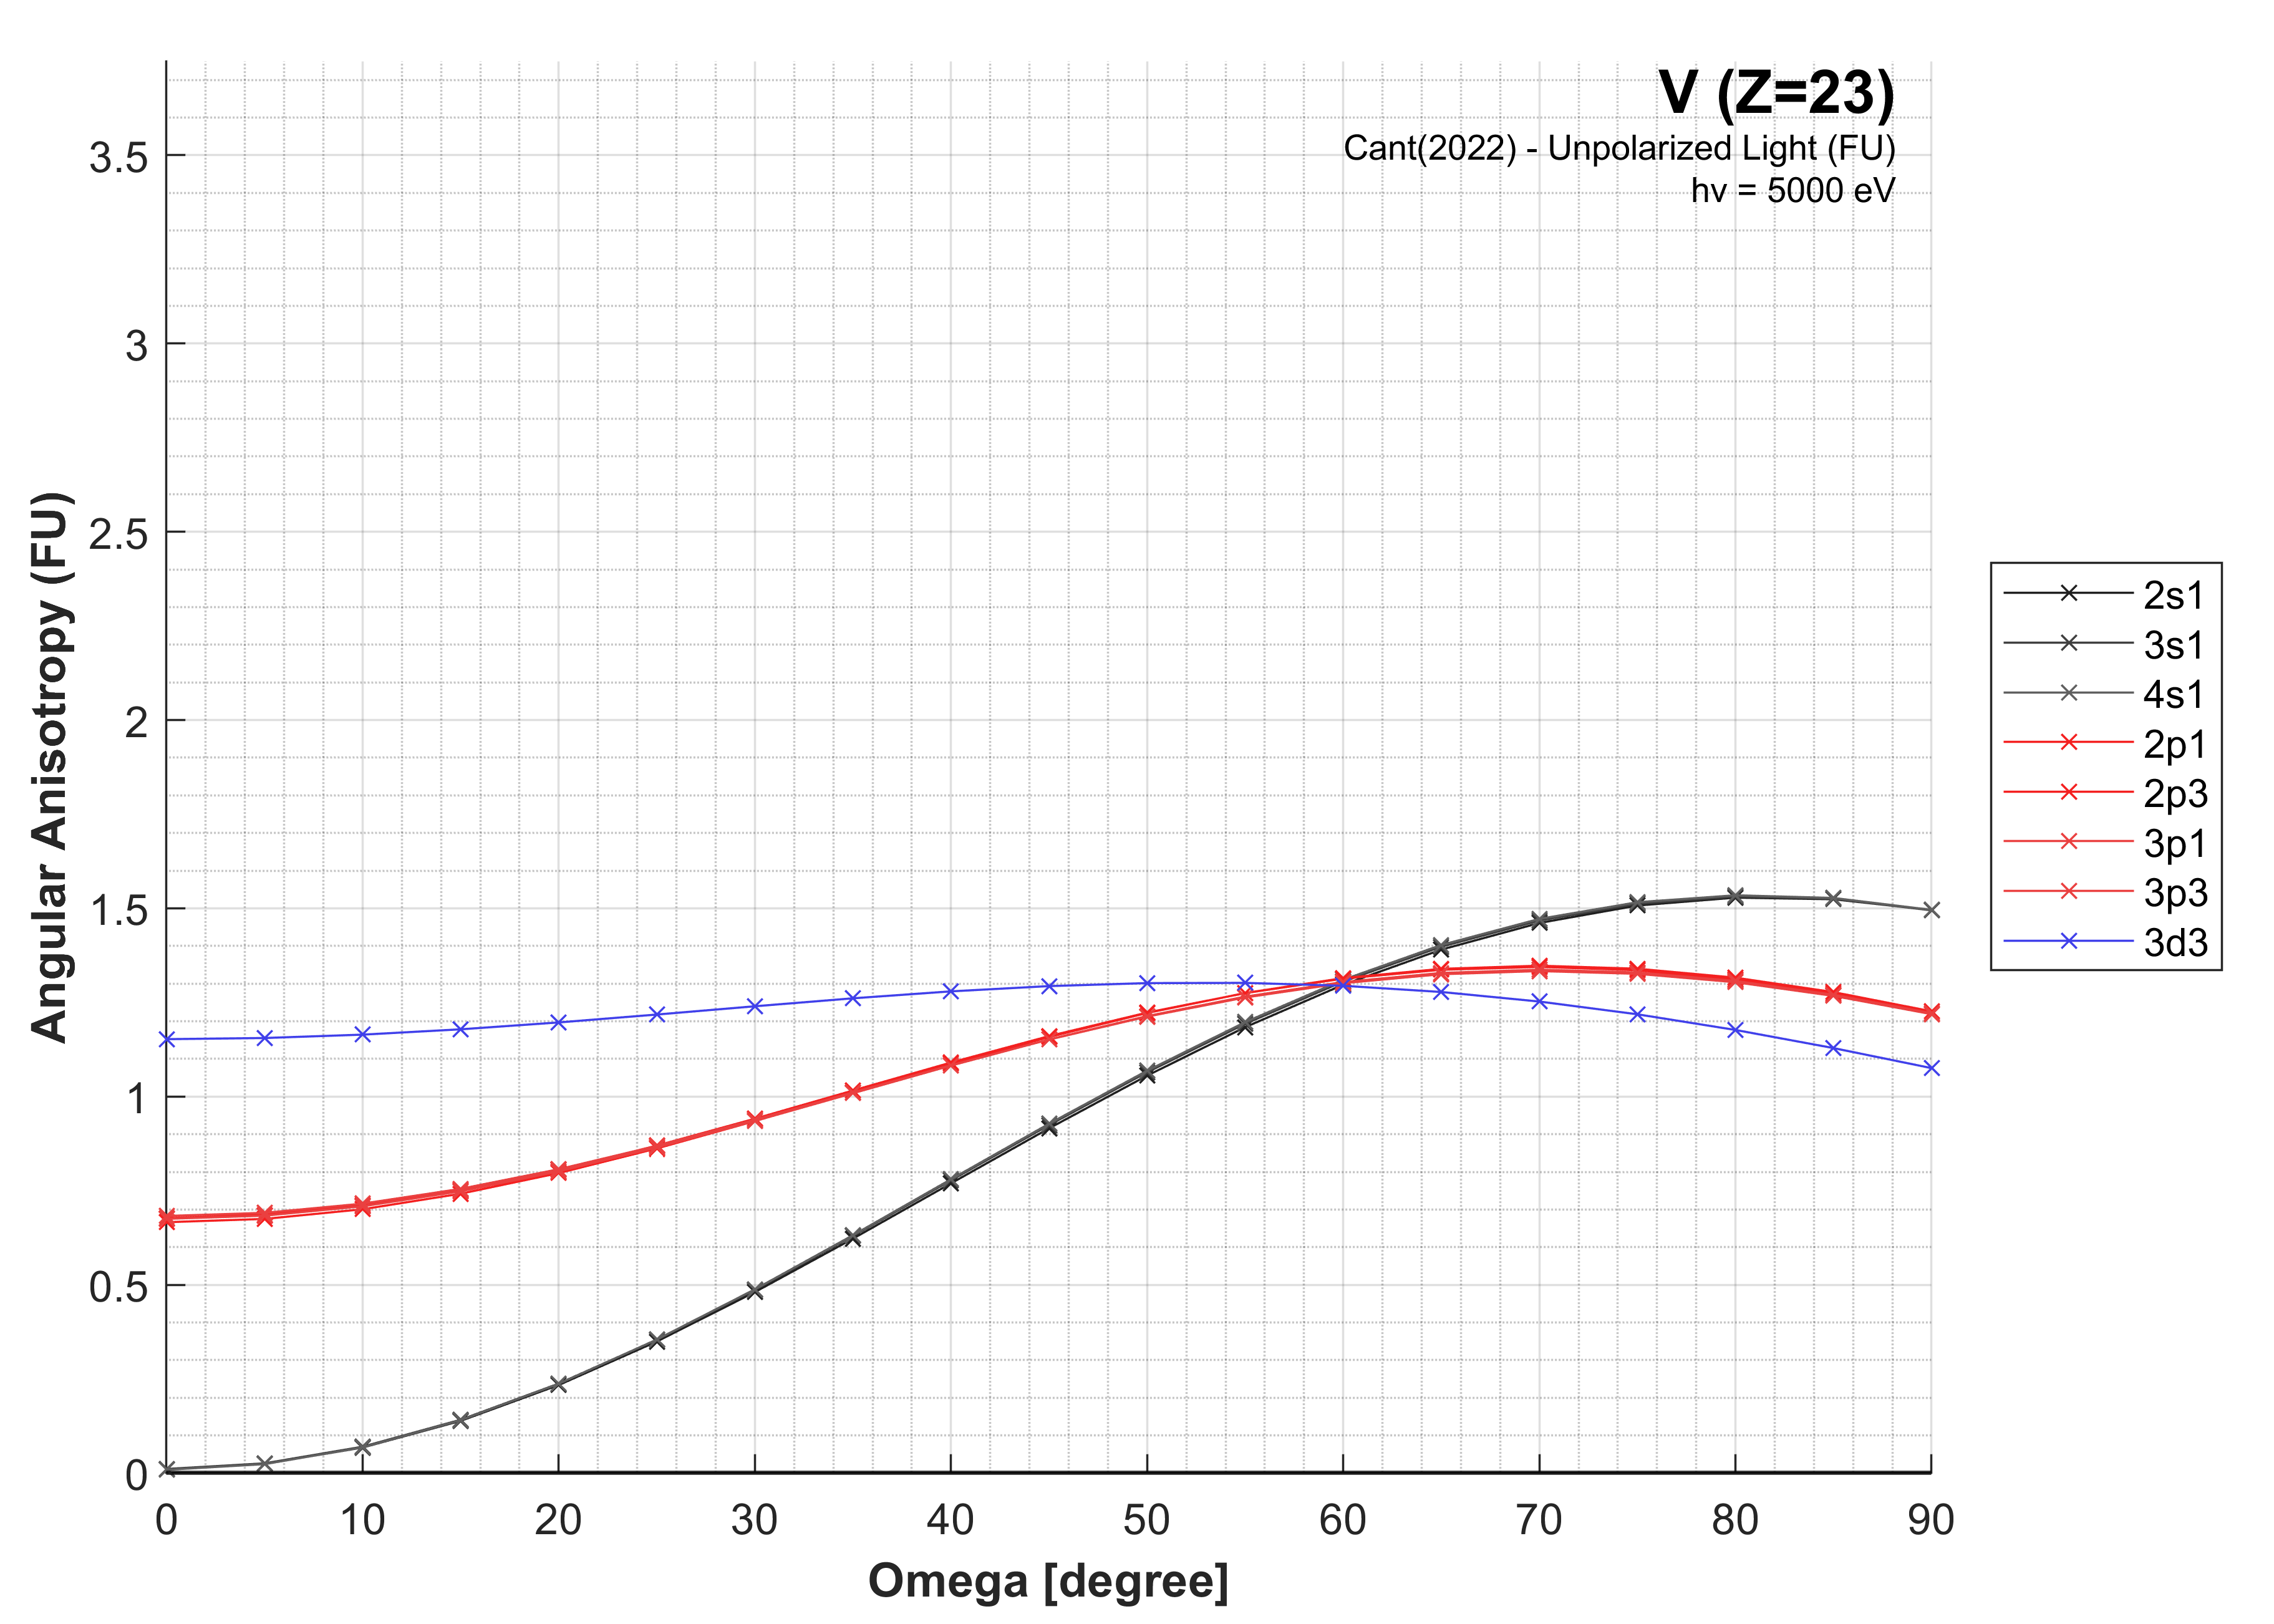 V (Z=23)
Cant(2022) - Unpolarized Light (FU)
hv = 5000 eV
Angular Anisotropy (FU)
3.5
3
2.5
2
1.5
1
0.5
0
0 10 20 30 40 50 60 70 80 90
Omega [degree]
2s1
3s1
4s1
2p1
2p3
3p1
3p3
3d3